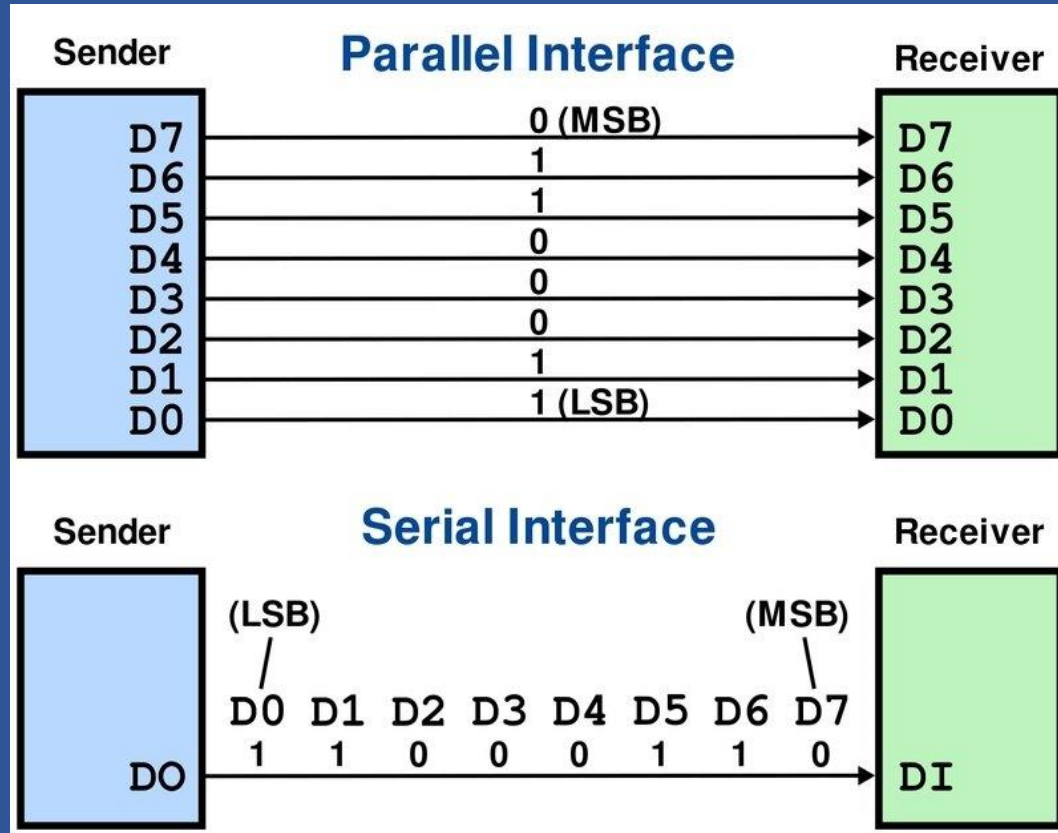 Sender Parallel Interface Receiver
D7 0 (MSB) D7
D6 1 D6
D5 1 D5
D4 0 D4
D3 0 D3
D2 0 D2
D1 1 D1
D0 1 (LSB) D0
Sender Serial Interface Receiver
(LSB) (MSB)
D0 D1 D2 D3 D4 D5 D6 D7
1 1 0 0 0 1 1 0
DO DI